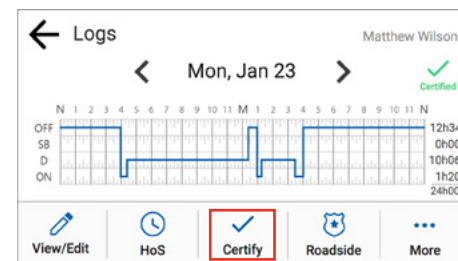 Logs
Matthew Wilson
Mon, Jan 23
Certified
N 1 2 3 4 5 6 7 8 9 10 11 M 1 2 3 4 5 6 7 8 9 10 11 N
OFF 12h34
SB 0h00
D 10h06
ON 1h20
24h00
View/Edit HoS Certify Roadside More